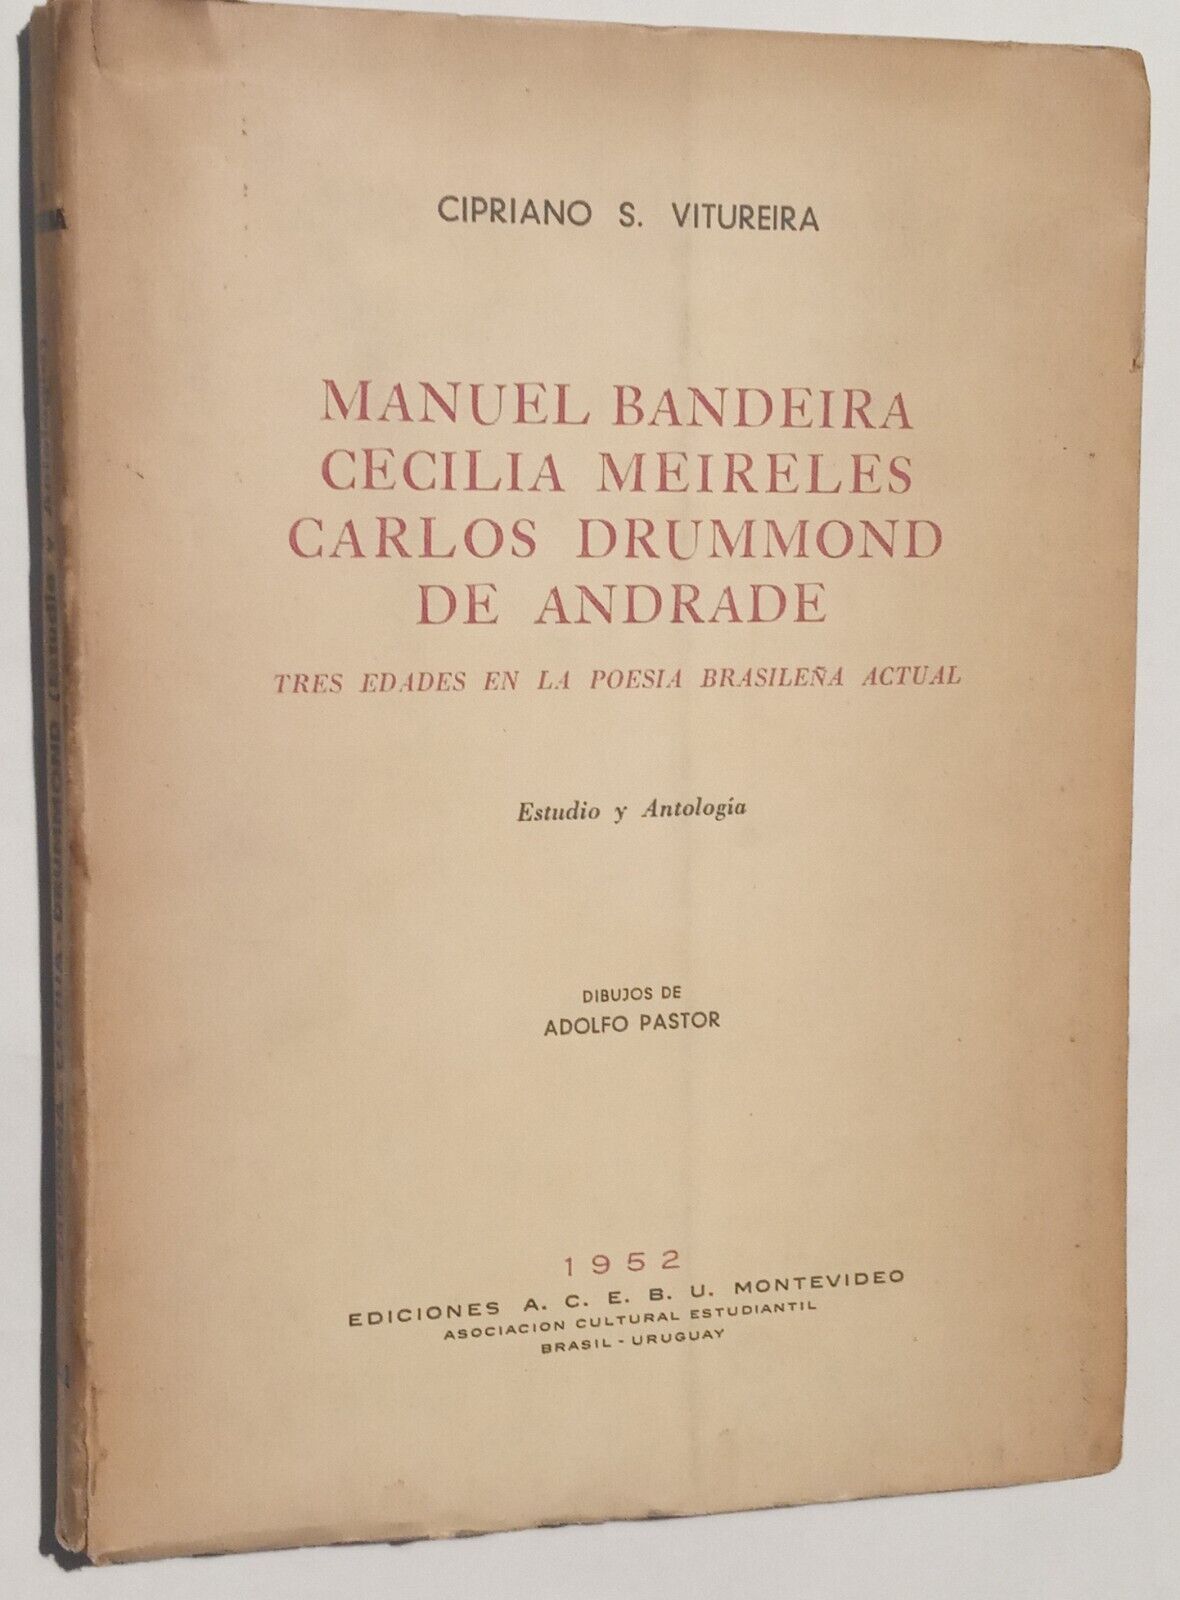 CIPRIANO S. VITUREIRA
MANUEL BANDEIRA
CECILIA MEIRELES
CARLOS DRUMMOND
DE ANDRADE
TRES EDADES EN LA POESIA BRASILEÑA ACTUAL
Estudio y Antología
DIBUJOS DE
ADOLFO PASTOR
1952
EDICIONES A. C. E. B. U. MONTEVIDEO
ASOCIACION CULTURAL ESTUDIANTIL
BRASIL - URUGUAY